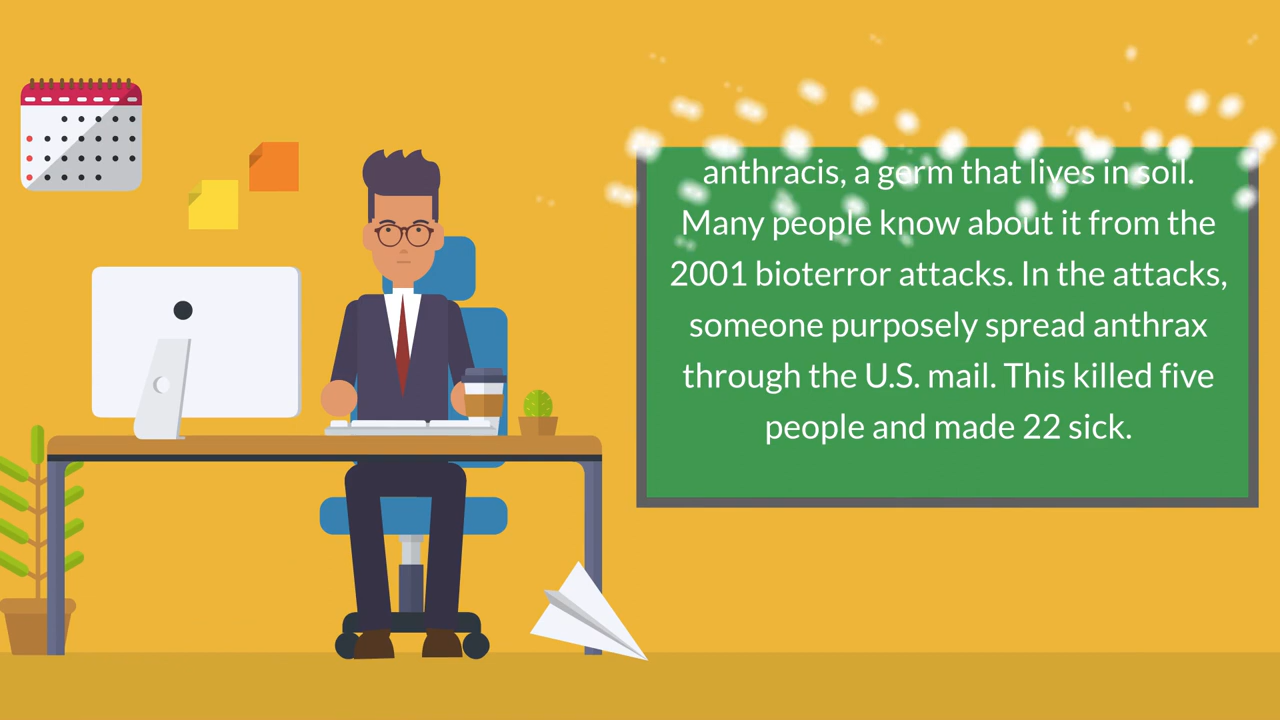 anthracis, a germ that lives in soil.
Many people know about it from the
2001 bioterror attacks. In the attacks,
someone purposely spread anthrax
through the U.S. mail. This killed five
people and made 22 sick.